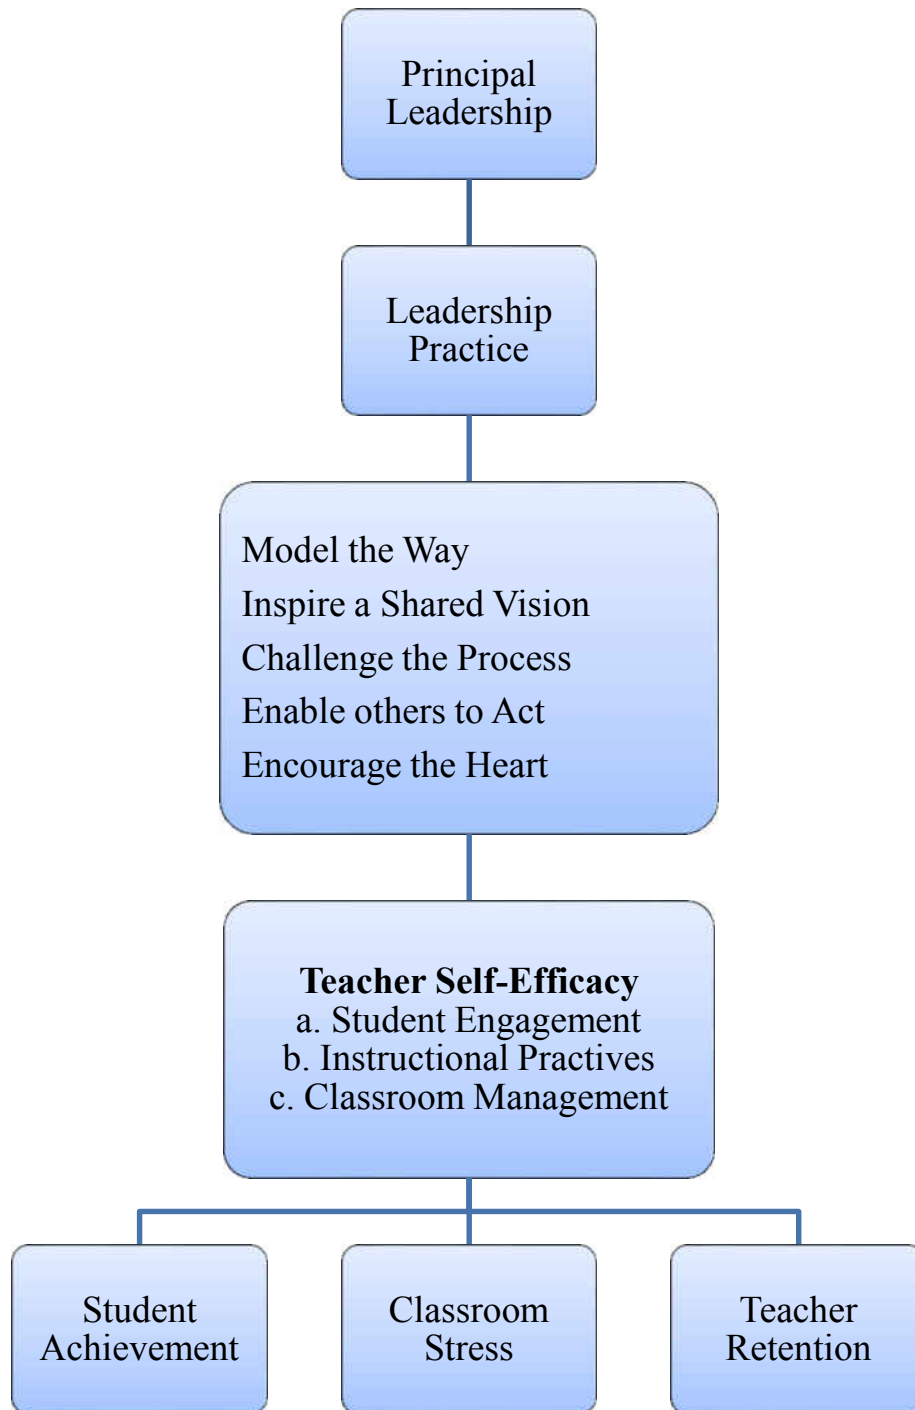 Principal
Leadership
Leadership
Practice
Model the Way
Inspire a Shared Vision
Challenge the Process
Enable others to Act
Encourage the Heart
Teacher Self-Efficacy
a. Student Engagement
b. Instructional Practives
c. Classroom Management
Student
Achievement
Classroom
Stress
Teacher
Retention